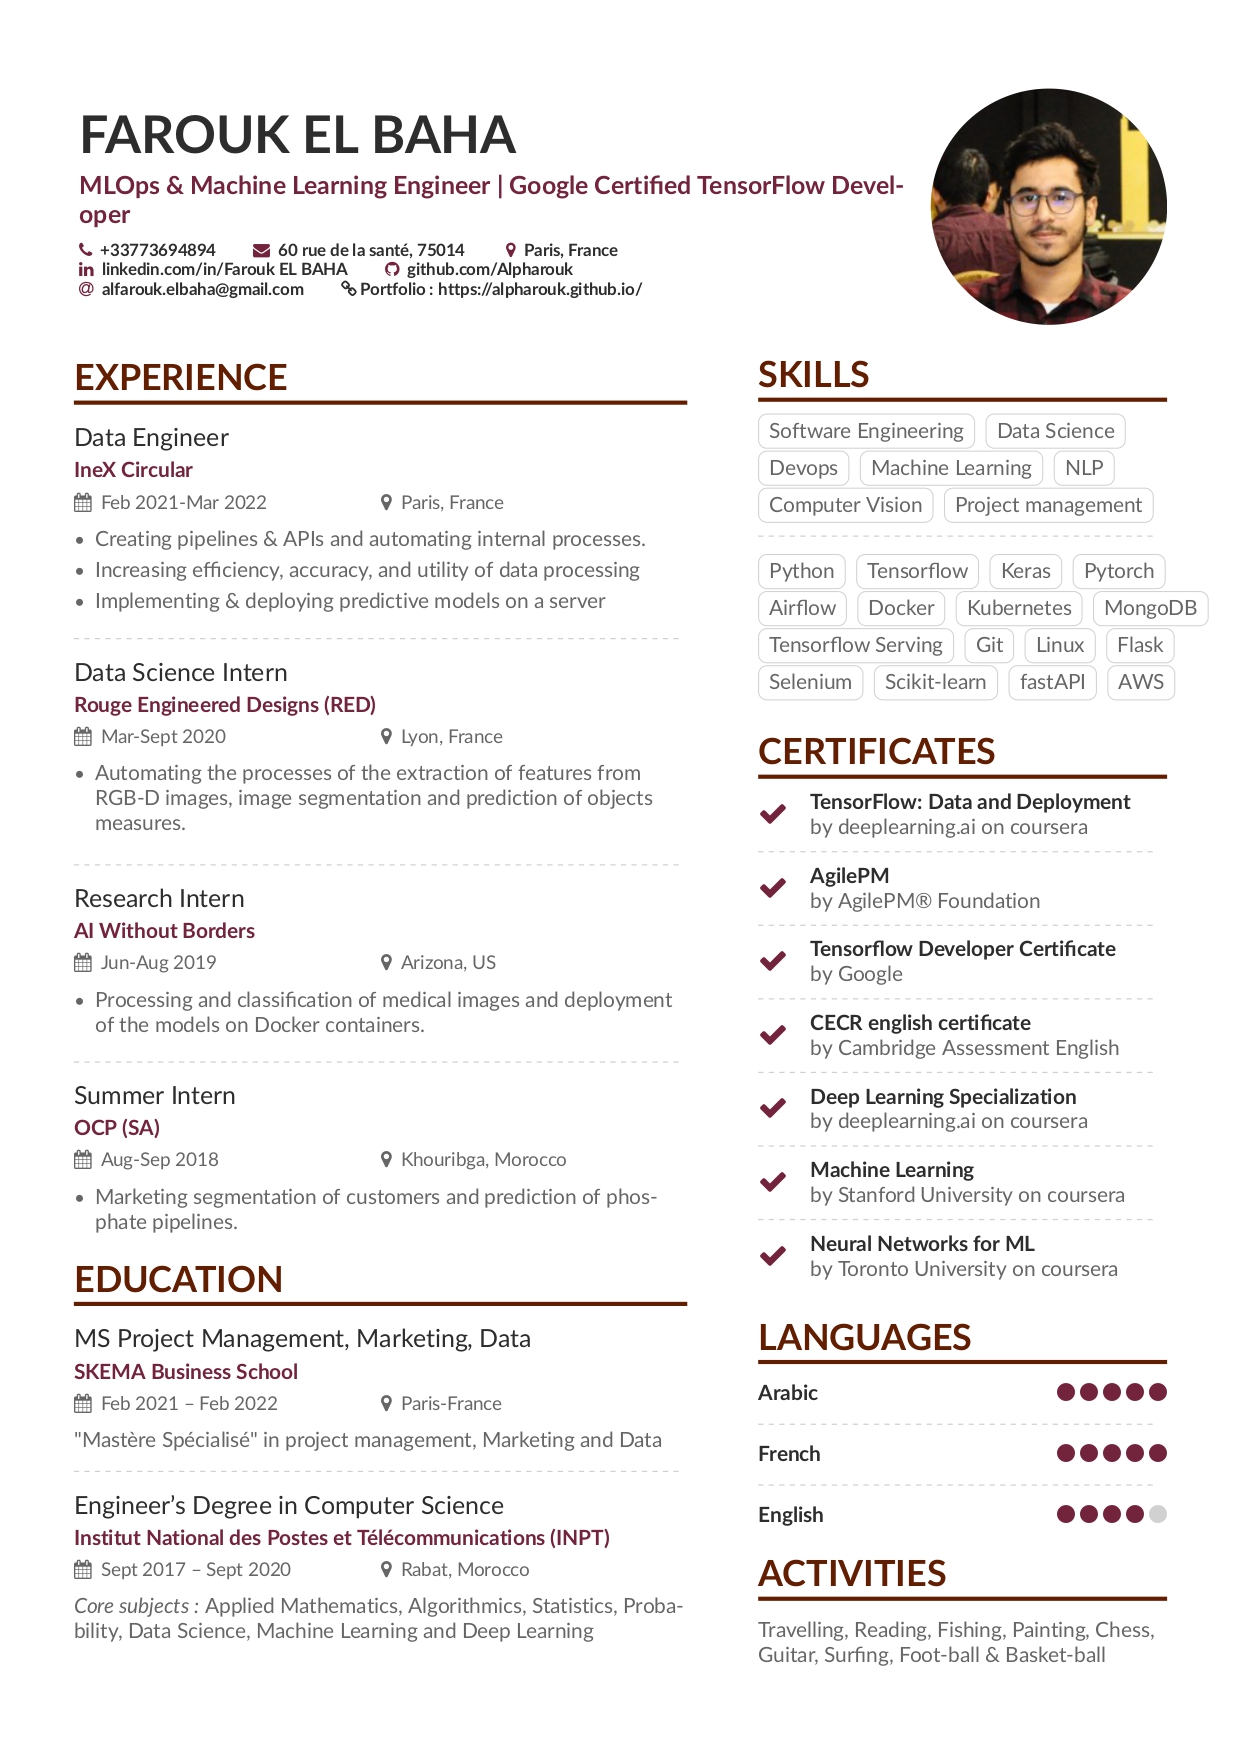 FAROUK EL BAHA
MLOps & Machine Learning Engineer | Google Certified TensorFlow Devel-
oper
+33773694894 60 rue de la santé, 75014 Paris, France
linkedin.com/in/Farouk EL BAHA github.com/Alpharouk
@ alfarouk.elbaha@gmail.com Portfolio : https://alpharouk.github.io/
EXPERIENCE
Data Engineer
IneX Circular
Feb 2021-Mar 2022 Paris, France
• Creating pipelines & APIs and automating internal processes.
• Increasing efficiency, accuracy, and utility of data processing
• Implementing & deploying predictive models on a server
Data Science Intern
Rouge Engineered Designs (RED)
Mar-Sept 2020 Lyon, France
• Automating the processes of the extraction of features from
RGB-D images, image segmentation and prediction of objects
measures.
Research Intern
AI Without Borders
Jun-Aug 2019 Arizona, US
• Processing and classification of medical images and deployment
of the models on Docker containers.
Summer Intern
OCP (SA)
Aug-Sep 2018 Khouribga, Morocco
• Marketing segmentation of customers and prediction of phos-
phate pipelines.
EDUCATION
MS Project Management, Marketing, Data
SKEMA Business School
Feb 2021 – Feb 2022 Paris-France
"Mastère Spécialisé" in project management, Marketing and Data
Engineer’s Degree in Computer Science
Institut National des Postes et Télécommunications (INPT)
Sept 2017 – Sept 2020 Rabat, Morocco
Core subjects : Applied Mathematics, Algorithmics, Statistics, Proba-
bility, Data Science, Machine Learning and Deep Learning
SKILLS
Software Engineering Data Science
Devops Machine Learning NLP
Computer Vision Project management
Python Tensorflow Keras Pytorch
Airflow Docker Kubernetes MongoDB
Tensorflow Serving Git Linux Flask
Selenium Scikit-learn fastAPI AWS
CERTIFICATES
TensorFlow: Data and Deployment
by deeplearning.ai on coursera
AgilePM
by AgilePM® Foundation
Tensorflow Developer Certificate
by Google
CECR english certificate
by Cambridge Assessment English
Deep Learning Specialization
by deeplearning.ai on coursera
Machine Learning
by Stanford University on coursera
Neural Networks for ML
by Toronto University on coursera
LANGUAGES
Arabic
French
English
ACTIVITIES
Travelling, Reading, Fishing, Painting, Chess,
Guitar, Surfing, Foot-ball & Basket-ball